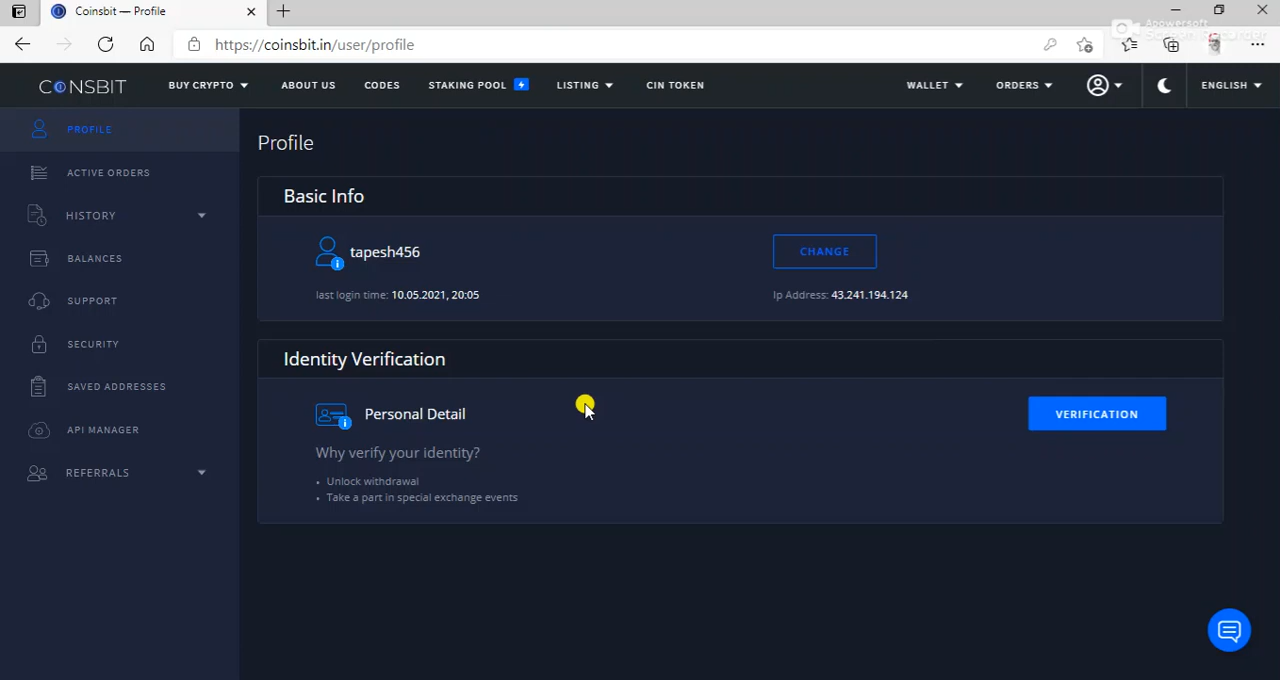 Coinsbit — Profile
Apowersoft
Screen Recorder
https://coinsbit.in/user/profile
COINSBIT
BUY CRYPTO
ABOUT US
CODES
STAKING POOL
LISTING
CIN TOKEN
WALLET
ORDERS
ENGLISH
PROFILE
ACTIVE ORDERS
HISTORY
BALANCES
SUPPORT
SECURITY
SAVED ADDRESSES
API MANAGER
REFERRALS
Profile
Basic Info
tapesh456
CHANGE
last login time: 10.05.2021, 20:05
Ip Address: 43.241.194.124
Identity Verification
Personal Detail
VERIFICATION
Why verify your identity?
• Unlock withdrawal
• Take a part in special exchange events